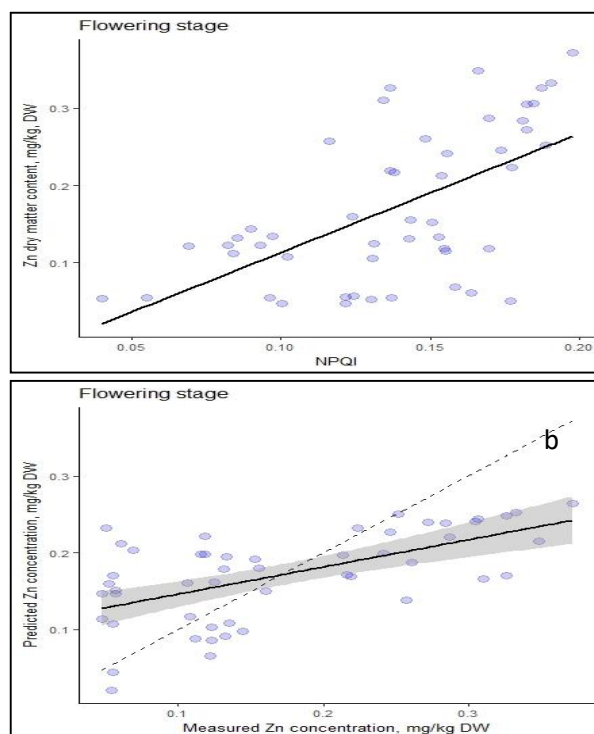 Flowering stage
Zn dry matter content, mg/kg, DW
0.3
0.2
0.1
0.05
0.10
0.15
0.20
NPQI
Flowering stage
b
Predicted Zn concentration, mg/kg DW
0.3
0.2
0.1
0.1
0.2
0.3
Measured Zn concentration, mg/kg DW